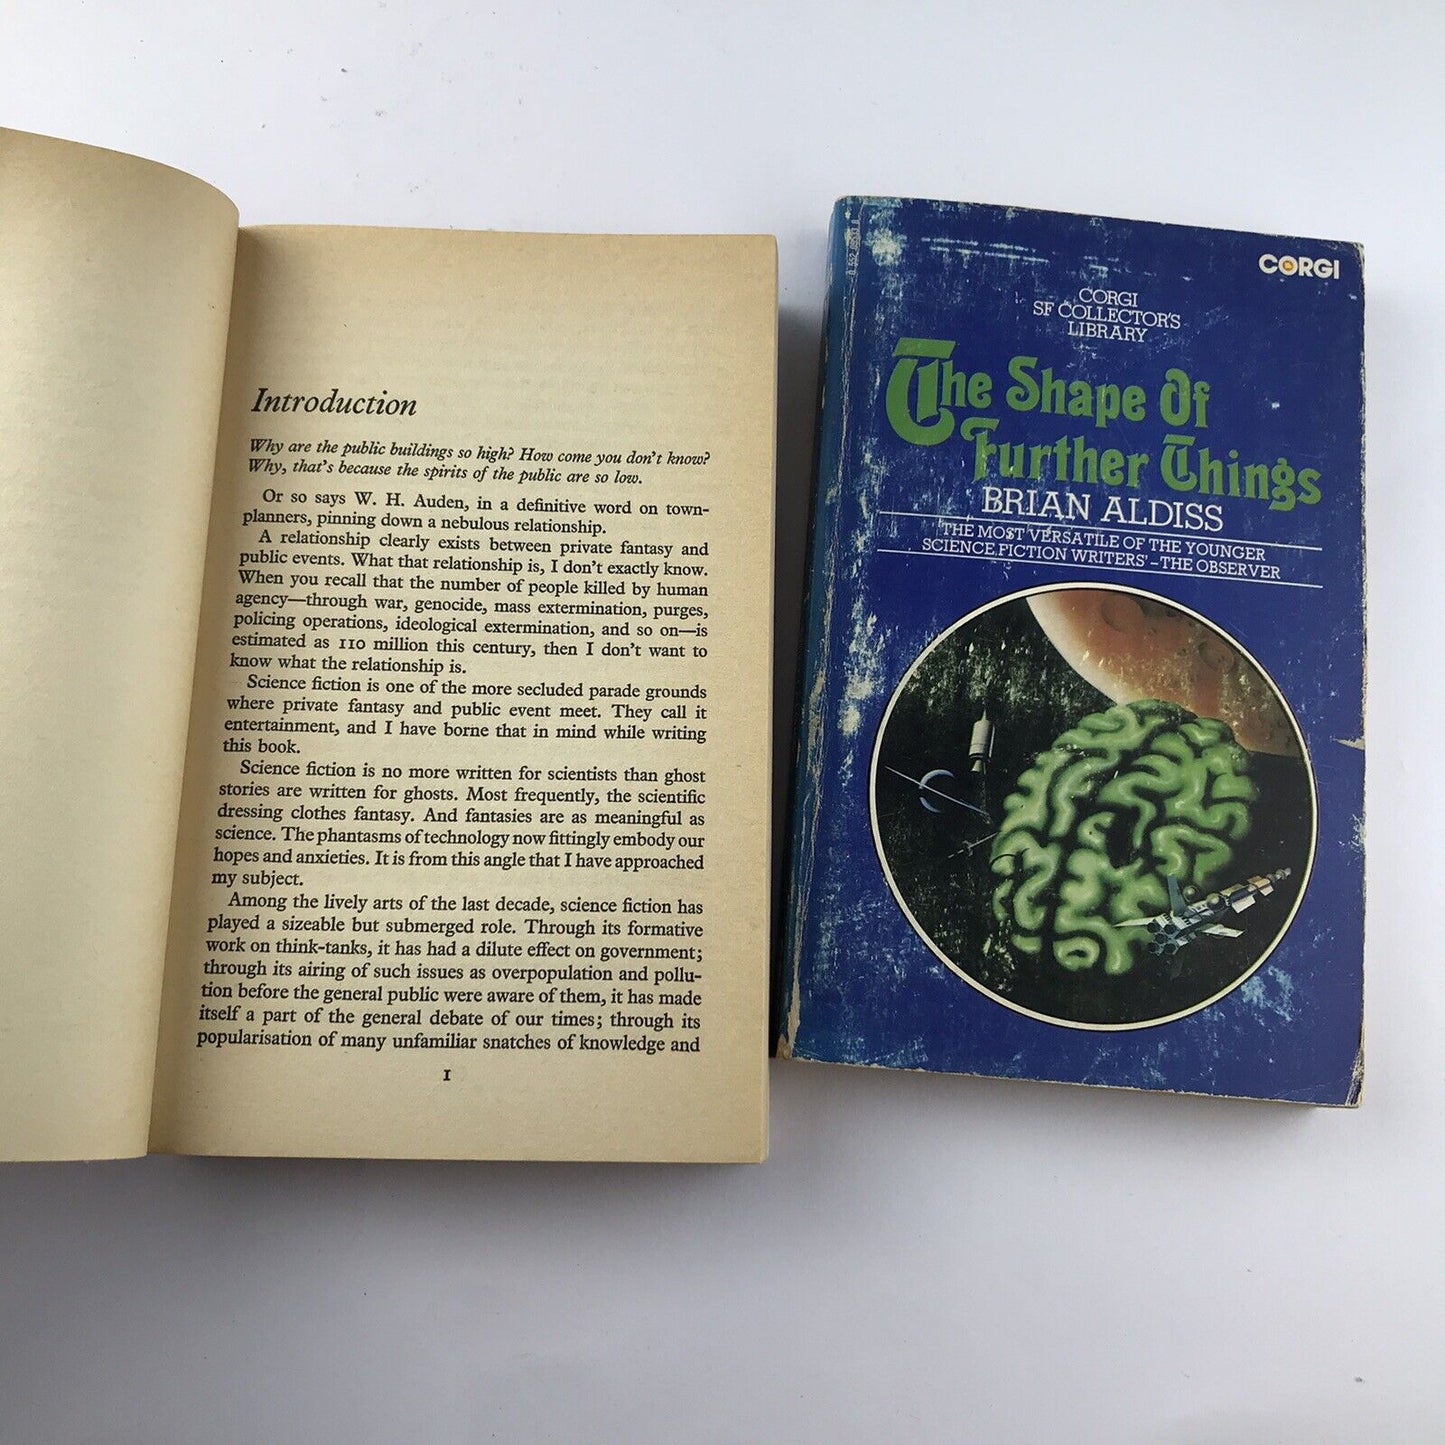 Introduction
Why are the public buildings so high? How come you don't know?
Why, that's because the spirits of the public are so low.
Or so says W. H. Auden, in a definitive word on town-
planners, pinning down a nebulous relationship.
A relationship clearly exists between private fantasy and
public events. What that relationship is, I don't exactly know.
When you recall that the number of people killed by human
agency—through war, genocide, mass extermination, purges,
policing operations, ideological extermination, and so on—is
estimated as 110 million this century, then I don't want to
know what the relationship is.
Science fiction is one of the more secluded parade grounds
where private fantasy and public event meet. They call it
entertainment, and I have borne that in mind while writing
this book.
Science fiction is no more written for scientists than ghost
stories are written for ghosts. Most frequently, the scientific
dressing clothes fantasy. And fantasies are as meaningful as
science. The phantasms of technology now fittingly embody our
hopes and anxieties. It is from this angle that I have approached
my subject.
Among the lively arts of the last decade, science fiction has
played a sizeable but submerged role. Through its formative
work on think-tanks, it has had a dilute effect on government;
through its airing of such issues as overpopulation and pollu-
tion before the general public were aware of them, it has made
itself a part of the general debate of our times; through its
popularisation of many unfamiliar snatches of knowledge and
1
CORGI
CORGI
SF COLLECTOR'S
LIBRARY
The Shape Of
Further Things
BRIAN ALDISS
'THE MOST VERSATILE OF THE YOUNGER
SCIENCE FICTION WRITERS' –THE OBSERVER